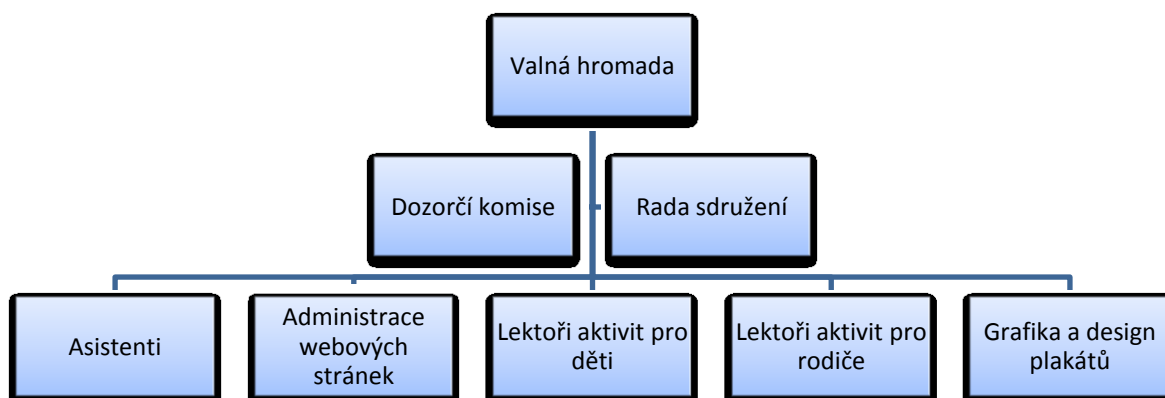 Valná hromada
Dozorčí komise
Rada sdružení
Asistenti
Administrace
webových
stránek
Lektoři aktivit pro
děti
Lektoři aktivit pro
rodiče
Grafika a design
plakátů